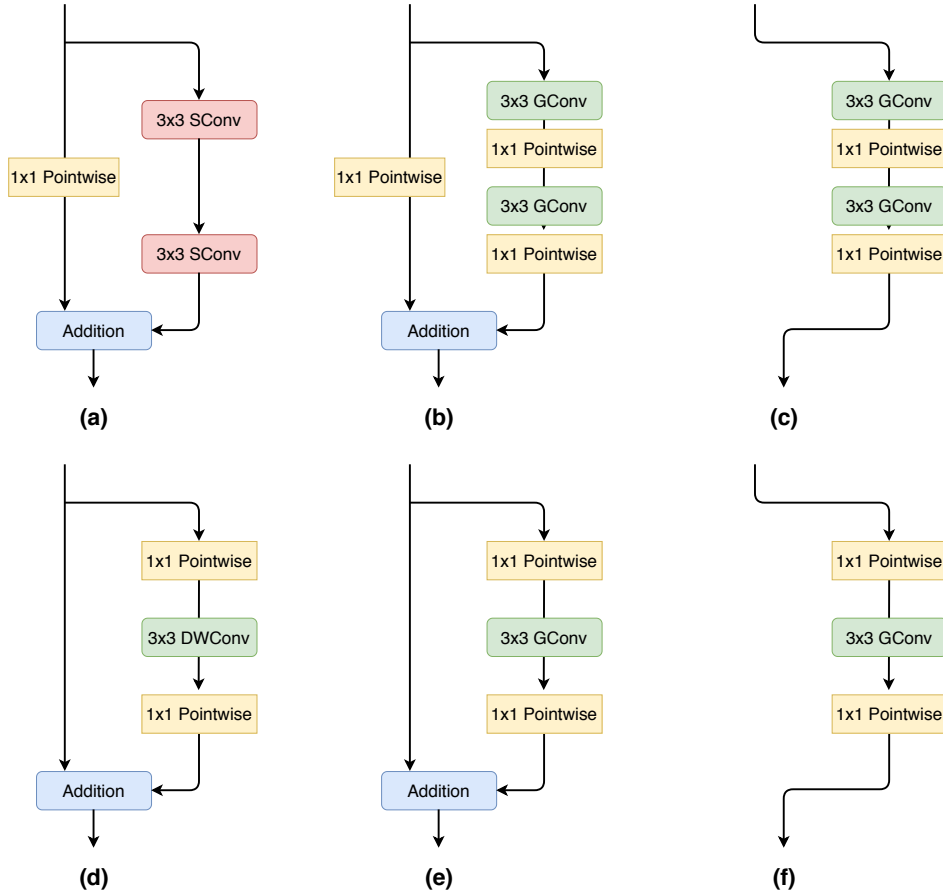 3x3 SConv
1x1 Pointwise
3x3 SConv
Addition
(a)
3x3 GConv
1x1 Pointwise
1x1 Pointwise
3x3 GConv
1x1 Pointwise
Addition
(b)
3x3 GConv
1x1 Pointwise
3x3 GConv
1x1 Pointwise
(c)
1x1 Pointwise
3x3 DWConv
1x1 Pointwise
Addition
(d)
1x1 Pointwise
3x3 GConv
1x1 Pointwise
Addition
(e)
1x1 Pointwise
3x3 GConv
1x1 Pointwise
(f)